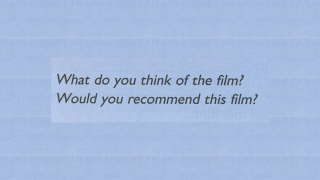 What do you think of the film?
Would you recommend this film?